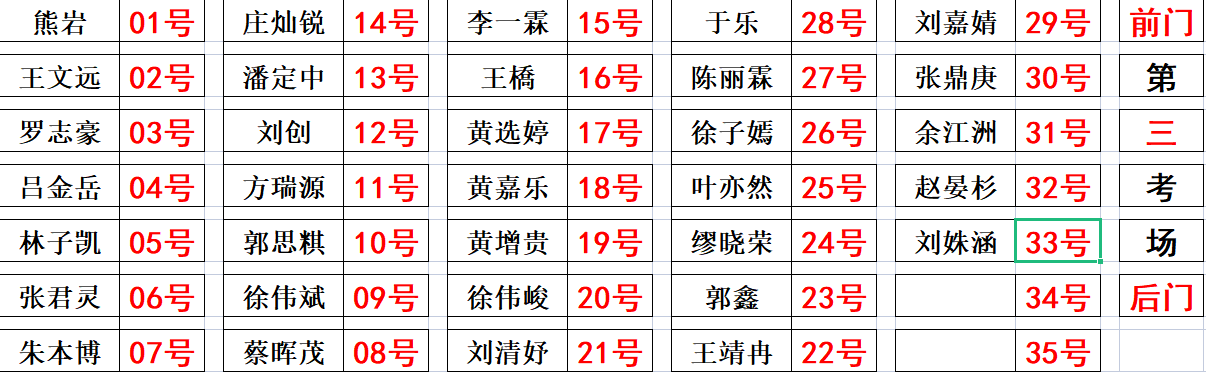 熊岩 01号 庄灿锐 14号 李一霖 15号 于乐 28号 刘嘉婧 29号 前门
王文远 02号 潘定中 13号 王橋 16号 陈丽霖 27号 张鼎庚 30号 第
罗志豪 03号 刘创 12号 黄选婷 17号 徐子嫣 26号 余江洲 31号 三
吕金岳 04号 方瑞源 11号 黄嘉乐 18号 叶亦然 25号 赵晏杉 32号 考
林子凯 05号 郭思粸 10号 黄增贵 19号 缪晓荣 24号 刘姝涵 33号 场
张君灵 06号 徐伟斌 09号 徐伟峻 20号 郭鑫 23号 34号 后门
朱本博 07号 蔡晖茂 08号 刘清妤 21号 王靖冉 22号 35号